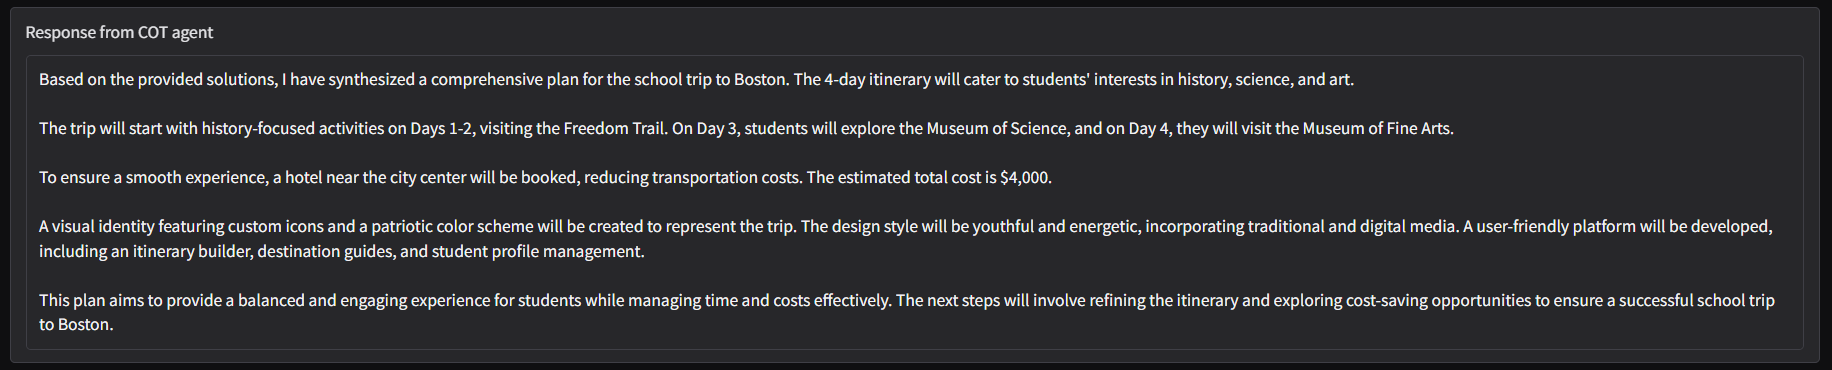 Response from COT agent
Based on the provided solutions, I have synthesized a comprehensive plan for the school trip to Boston. The 4-day itinerary will cater to students' interests in history, science, and art.
The trip will start with history-focused activities on Days 1-2, visiting the Freedom Trail. On Day 3, students will explore the Museum of Science, and on Day 4, they will visit the Museum of Fine Arts.
To ensure a smooth experience, a hotel near the city center will be booked, reducing transportation costs. The estimated total cost is $4,000.
A visual identity featuring custom icons and a patriotic color scheme will be created to represent the trip. The design style will be youthful and energetic, incorporating traditional and digital media. A user-friendly platform will be developed,
including an itinerary builder, destination guides, and student profile management.
This plan aims to provide a balanced and engaging experience for students while managing time and costs effectively. The next steps will involve refining the itinerary and exploring cost-saving opportunities to ensure a successful school trip
to Boston.